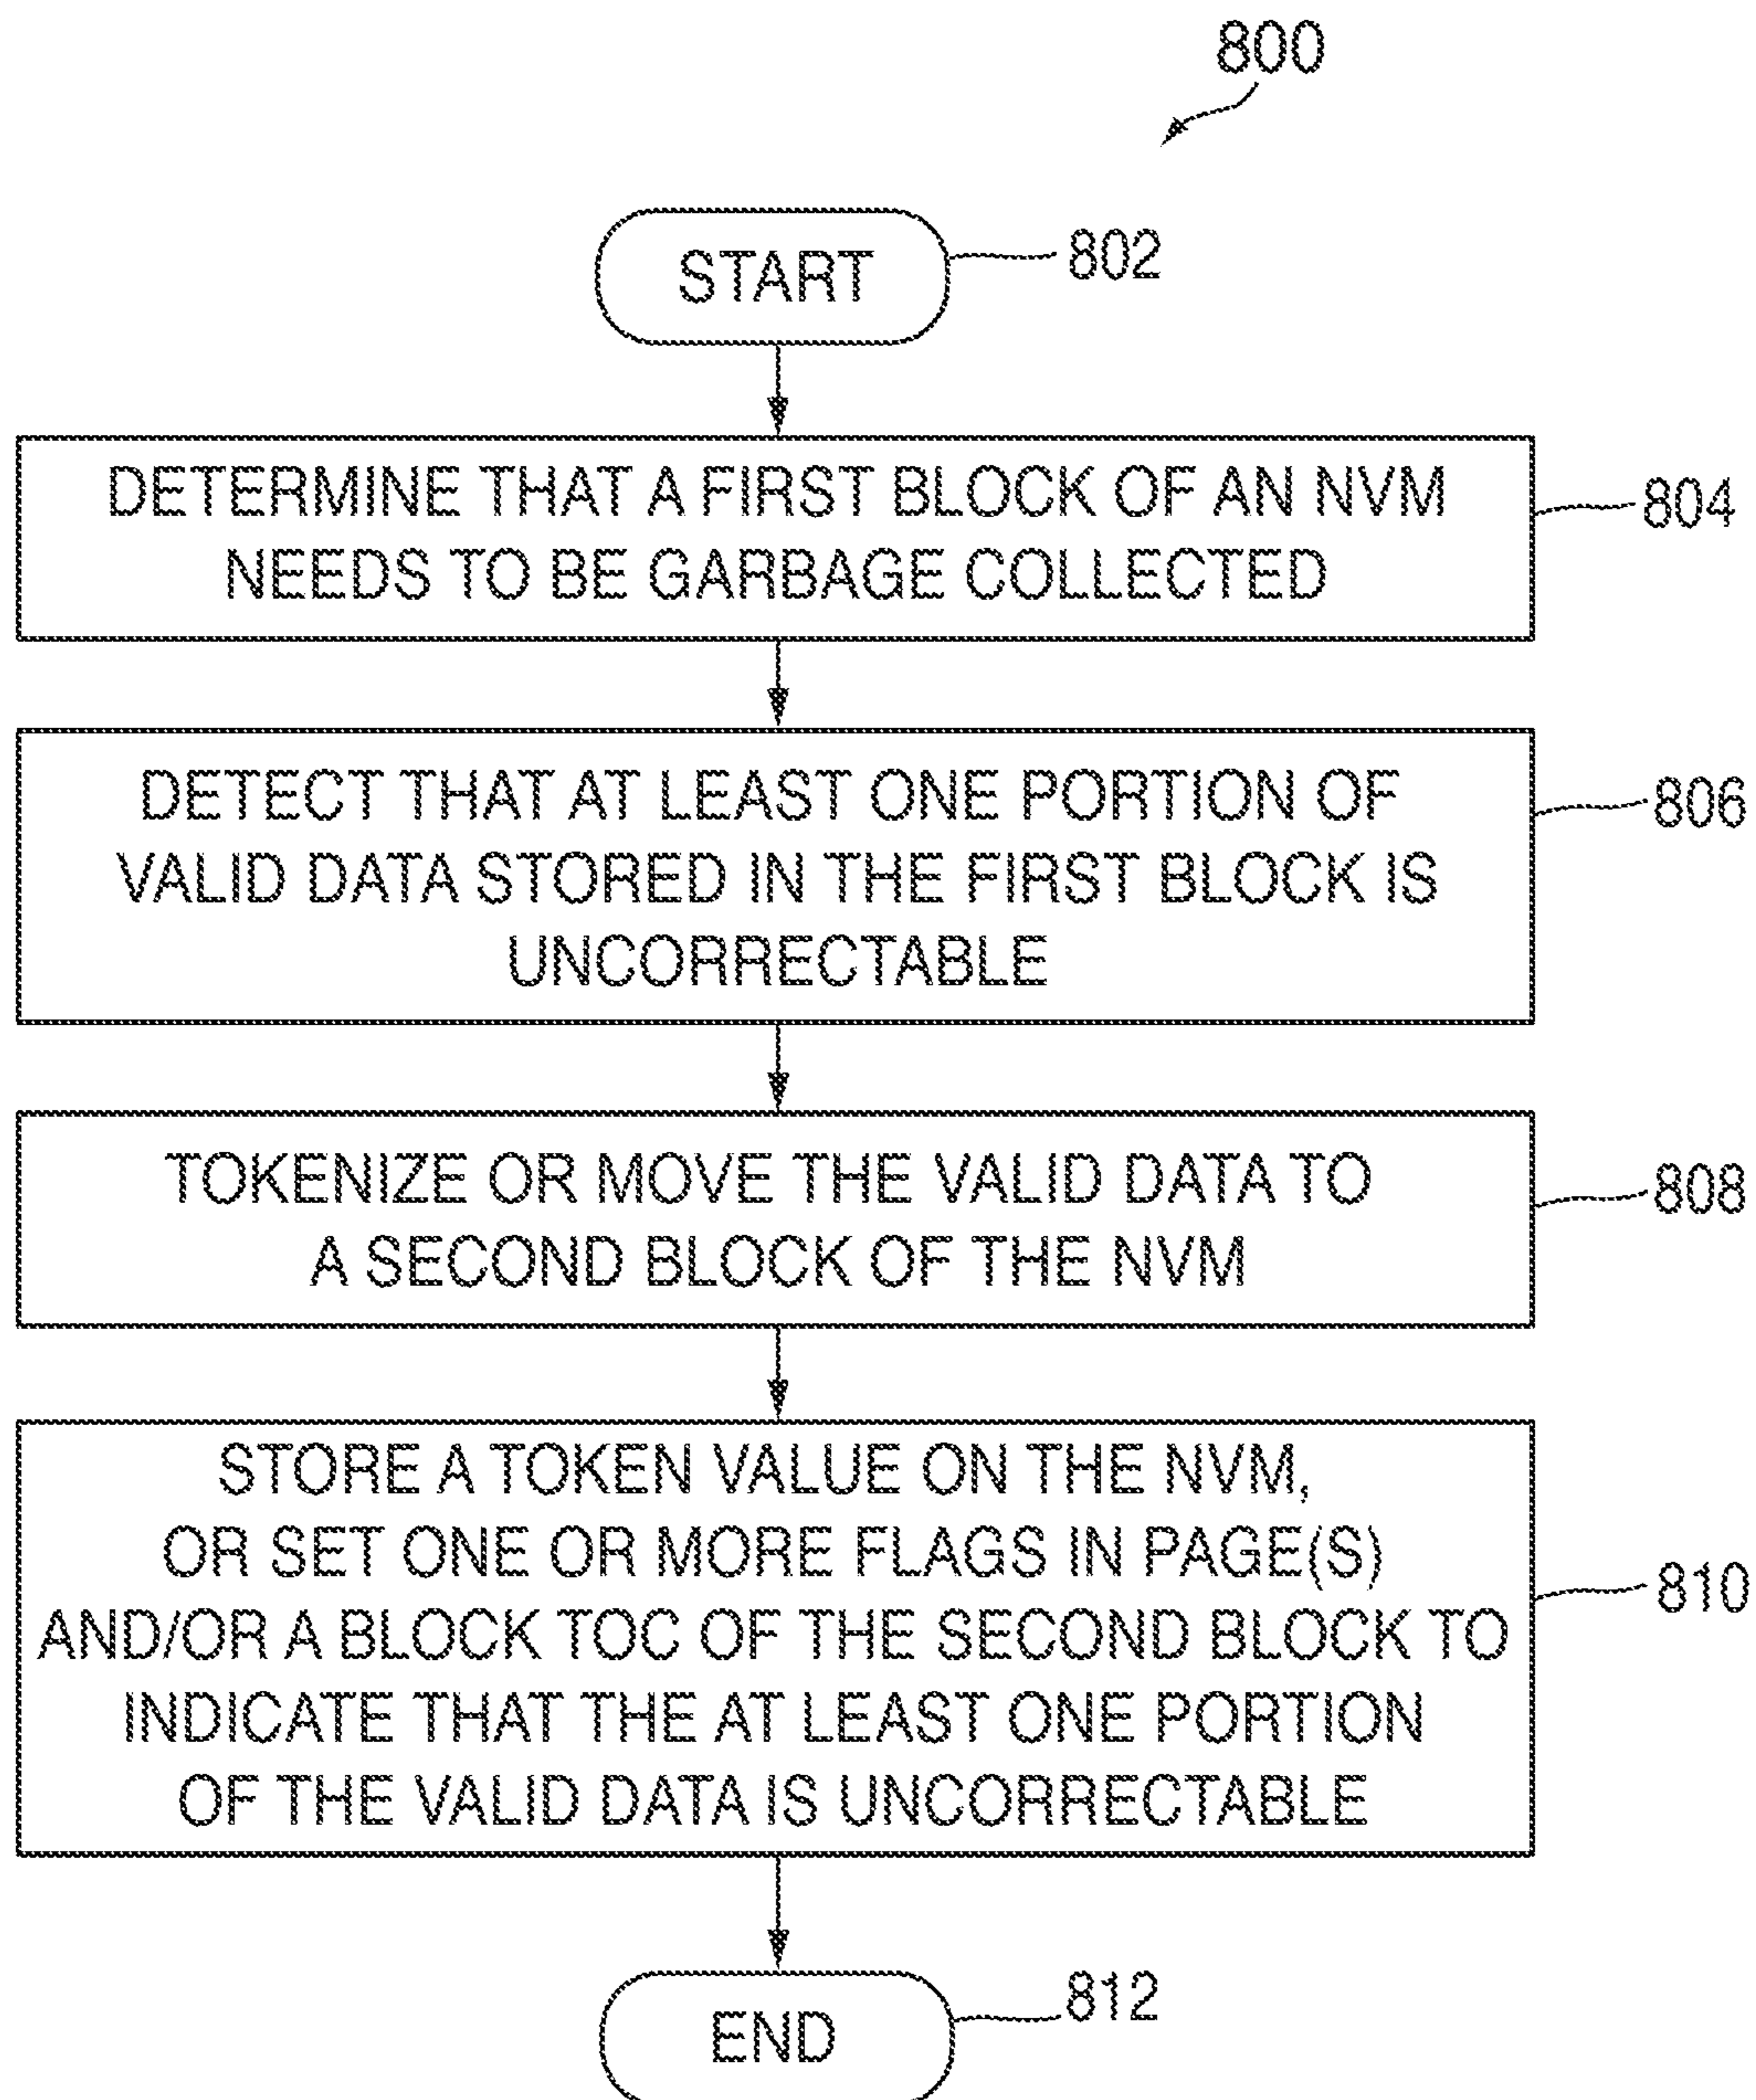 800
START
802
DETERMINE THAT A FIRST BLOCK OF AN NVM
NEEDS TO BE GARBAGE COLLECTED
804
DETECT THAT AT LEAST ONE PORTION OF
VALID DATA STORED IN THE FIRST BLOCK IS
UNCORRECTABLE
806
TOKENIZE OR MOVE THE VALID DATA TO
A SECOND BLOCK OF THE NVM
808
STORE A TOKEN VALUE ON THE NVM,
OR SET ONE OR MORE FLAGS IN PAGE(S)
AND/OR A BLOCK TOC OF THE SECOND BLOCK TO
INDICATE THAT THE AT LEAST ONE PORTION
OF THE VALID DATA IS UNCORRECTABLE
810
END
812